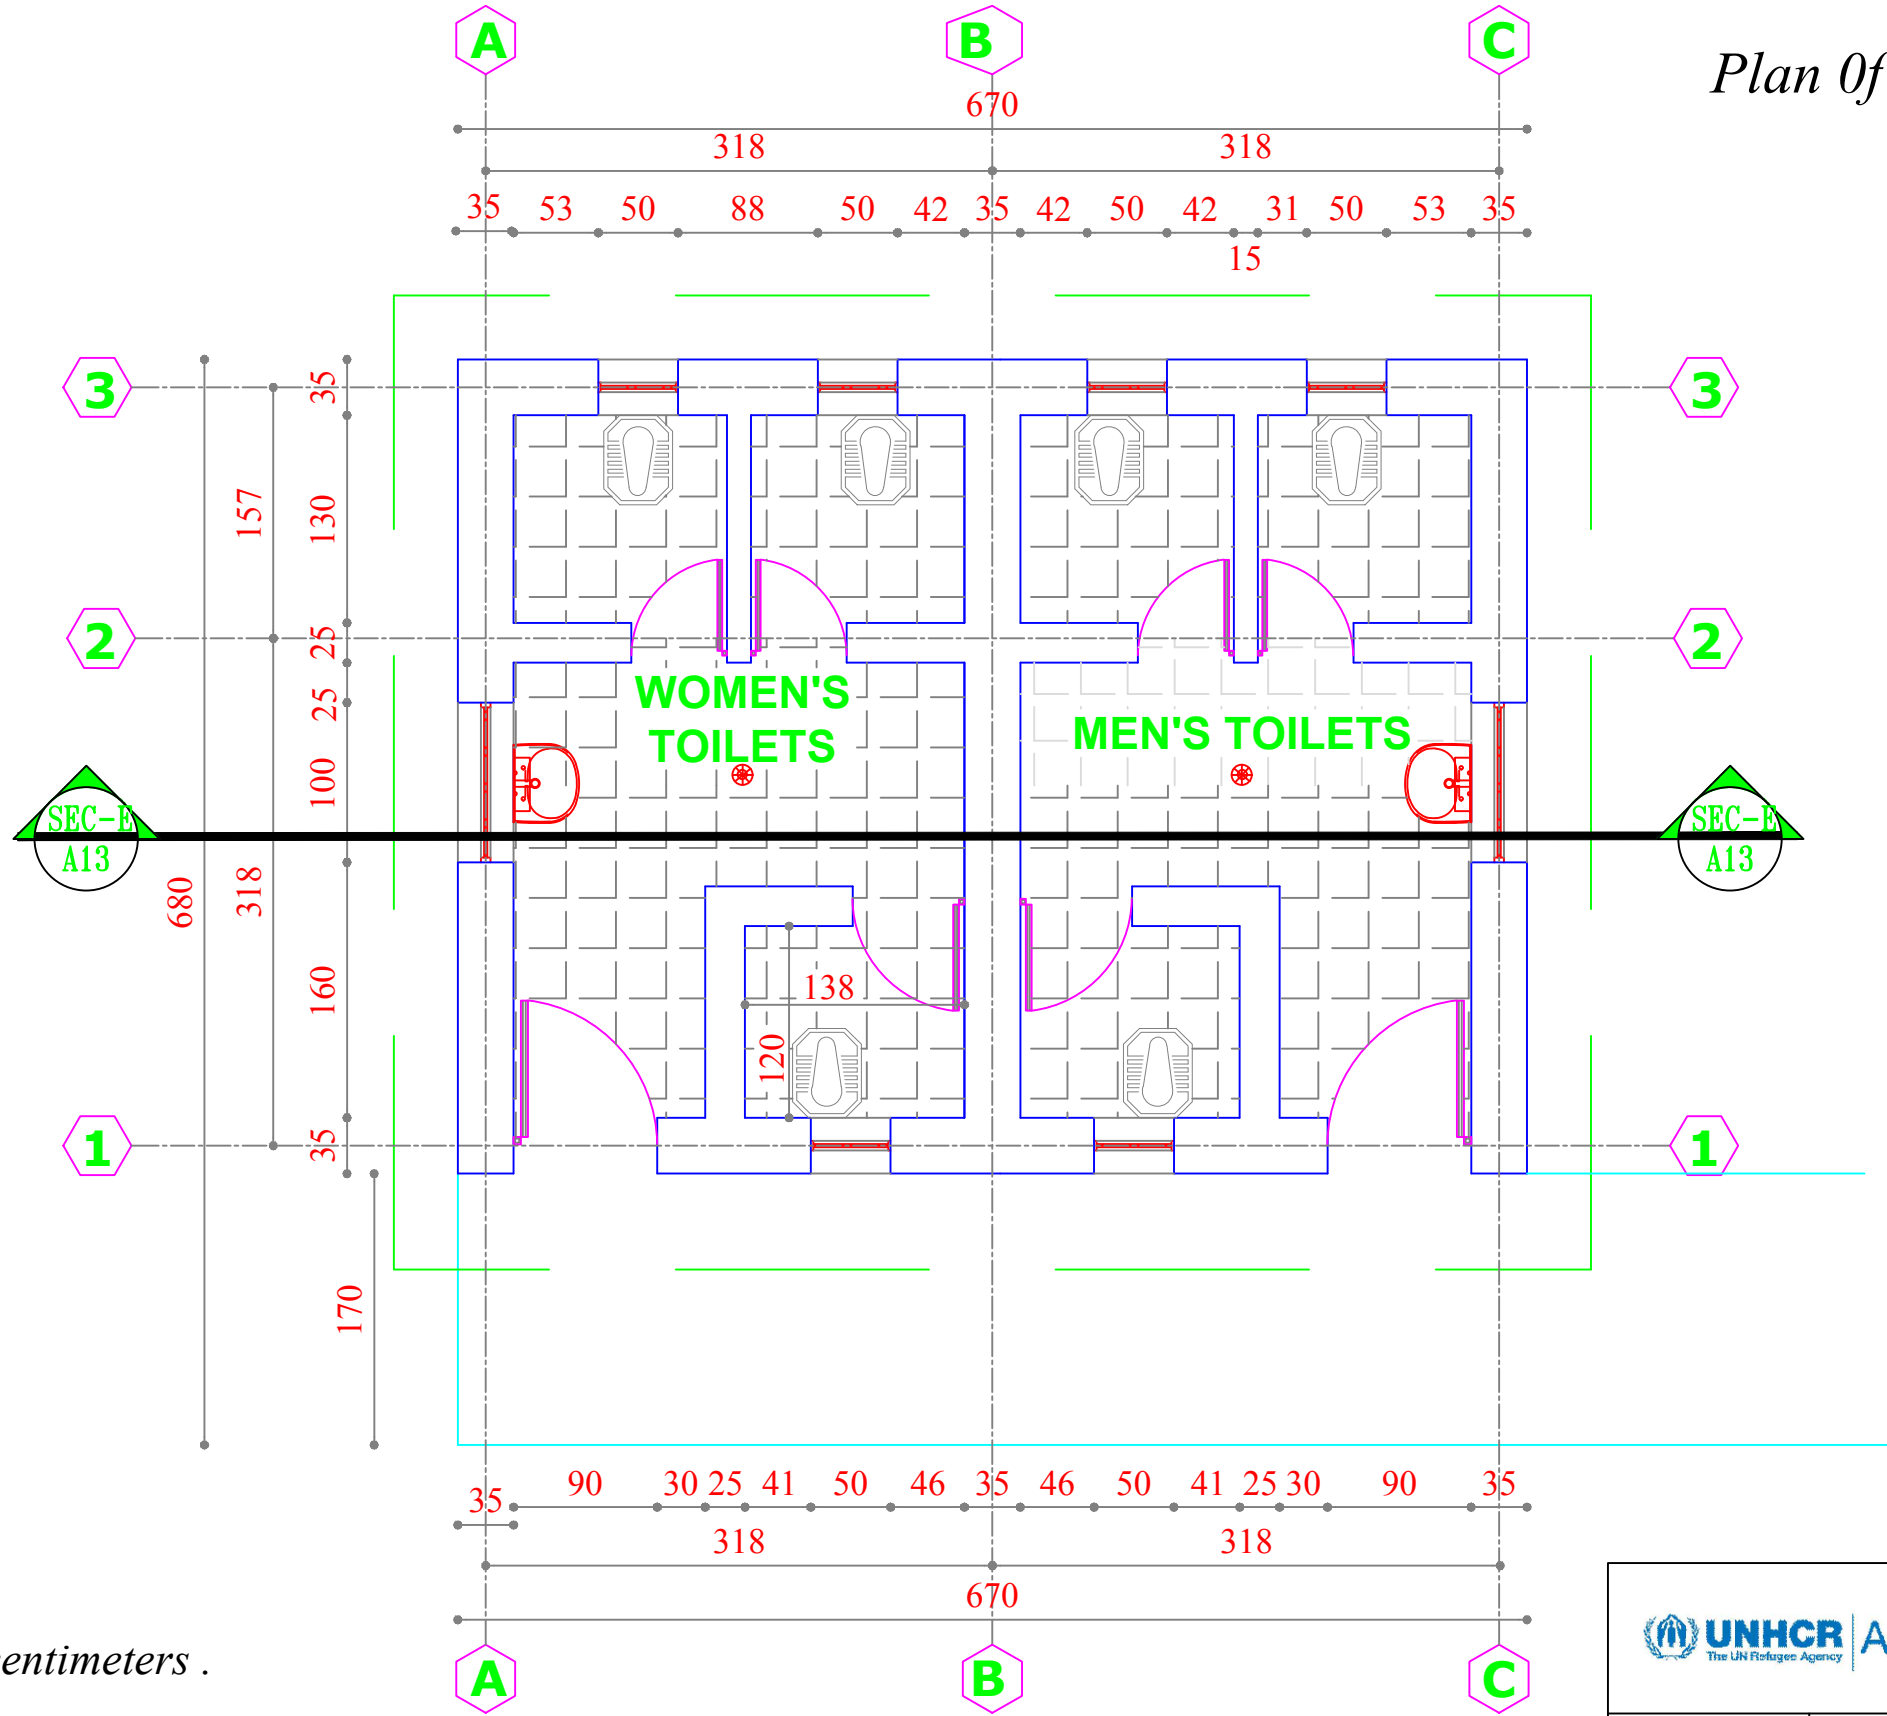 A B C
Plan 0f
670
318 318
35 53 50 88 50 42 35 42 50 42 31 50 53 35
15
3 35 3
157 130
2 25 2
25
WOMEN'S
TOILETS
MEN'S TOILETS
100
SEC-E
A13
SEC-E
A13
680 318
160
138
120
1 35 1
170
35 90 30 25 41 50 46 35 46 50 41 25 30 90 35
318 318
670
A B C
entimeters .
UNHCR A
The UN Refugee Agency